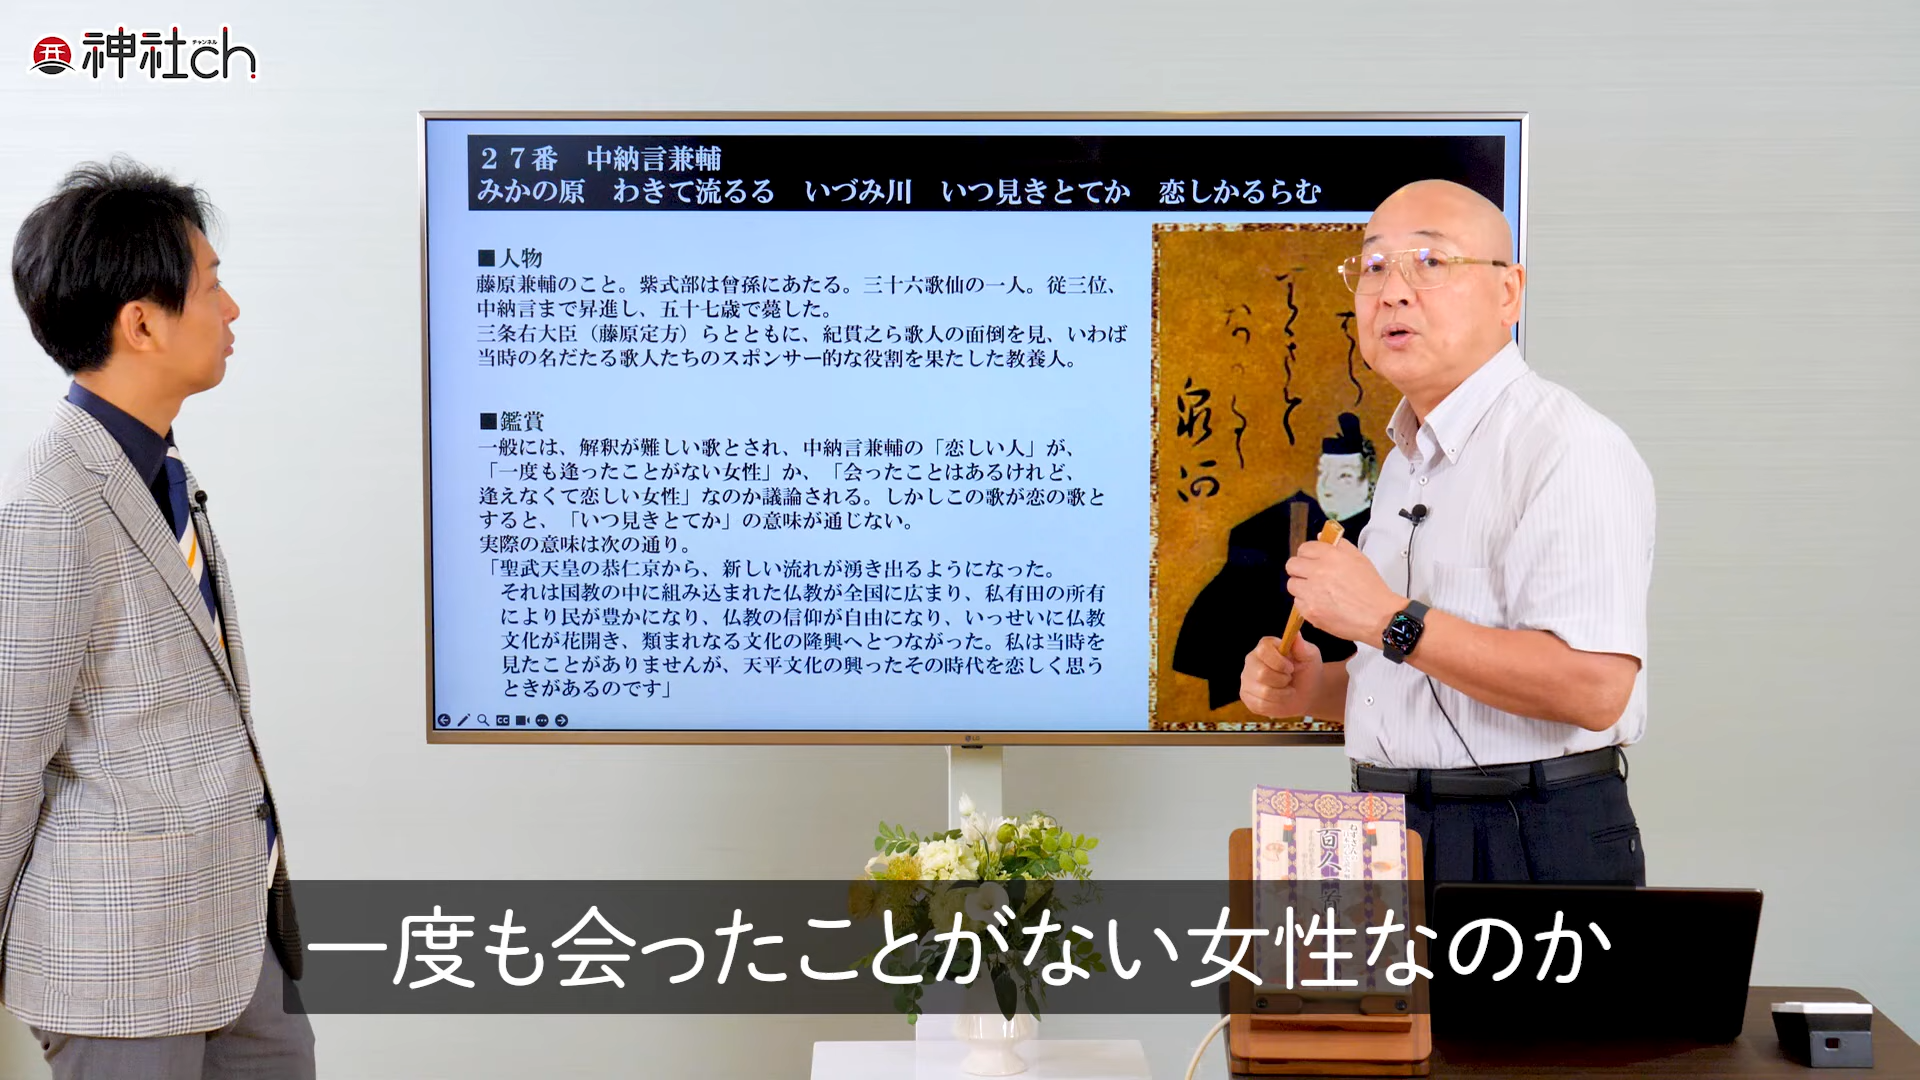 神社ch
チャンネル
27番　中納言兼輔
みかの原　わきて流るる　いづみ川　いつ見きとてか　恋しかるらむ
■人物
藤原兼輔のこと。紫式部は曾孫にあたる。三十六歌仙の一人。従三位、
中納言まで昇進し、五十七歳で薨した。
三条右大臣（藤原定方）らとともに、紀貫之ら歌人の面倒を見、いわば
当時の名だたる歌人たちのスポンサー的な役割を果たした教養人。
■鑑賞
一般には、解釈が難しい歌とされ、中納言兼輔の「恋しい人」が、
「一度も逢ったことがない女性」か、「会ったことはあるけれど、
逢えなくて恋しい女性」なのか議論される。しかしこの歌が恋の歌と
すると、「いつ見きとてか」の意味が通じない。
実際の意味は次の通り。
「聖武天皇の恭仁京から、新しい流れが湧き出るようになった。
それは国教の中に組み込まれた仏教が全国に広まり、私有田の所有
により民が豊かになり、仏教の信仰が自由になり、いっせいに仏教
文化が花開き、類まれなる文化の隆興へとつながった。私は当時を
見たことがありませんが、天平文化の興ったその時代を恋しく思う
ときがあるのです」
泉河
LG
ねずさんの
百人一首
一度も会ったことがない女性なのか